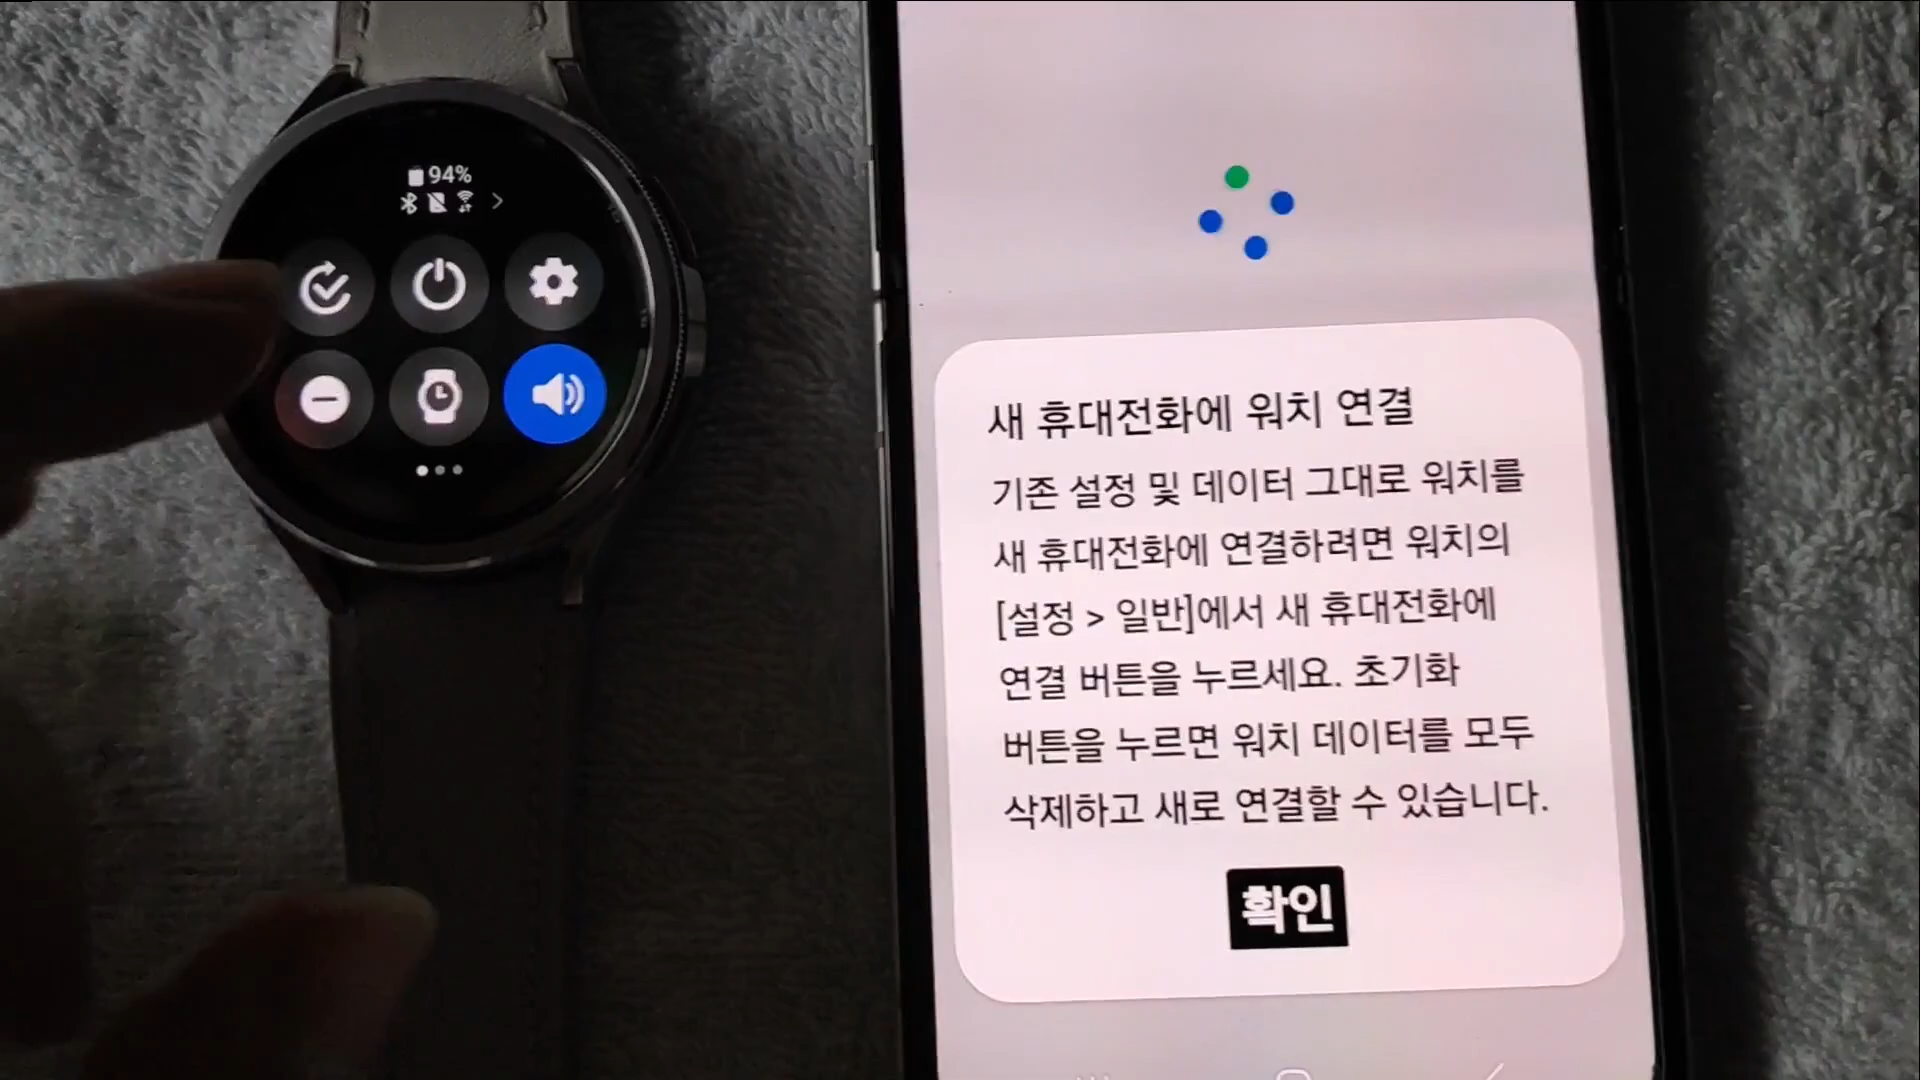 94%
새 휴대전화에 워치 연결
기존 설정 및 데이터 그대로 워치를
새 휴대전화에 연결하려면 워치의
[설정 > 일반]에서 새 휴대전화에
연결 버튼을 누르세요. 초기화
버튼을 누르면 워치 데이터를 모두
삭제하고 새로 연결할 수 있습니다.
확인